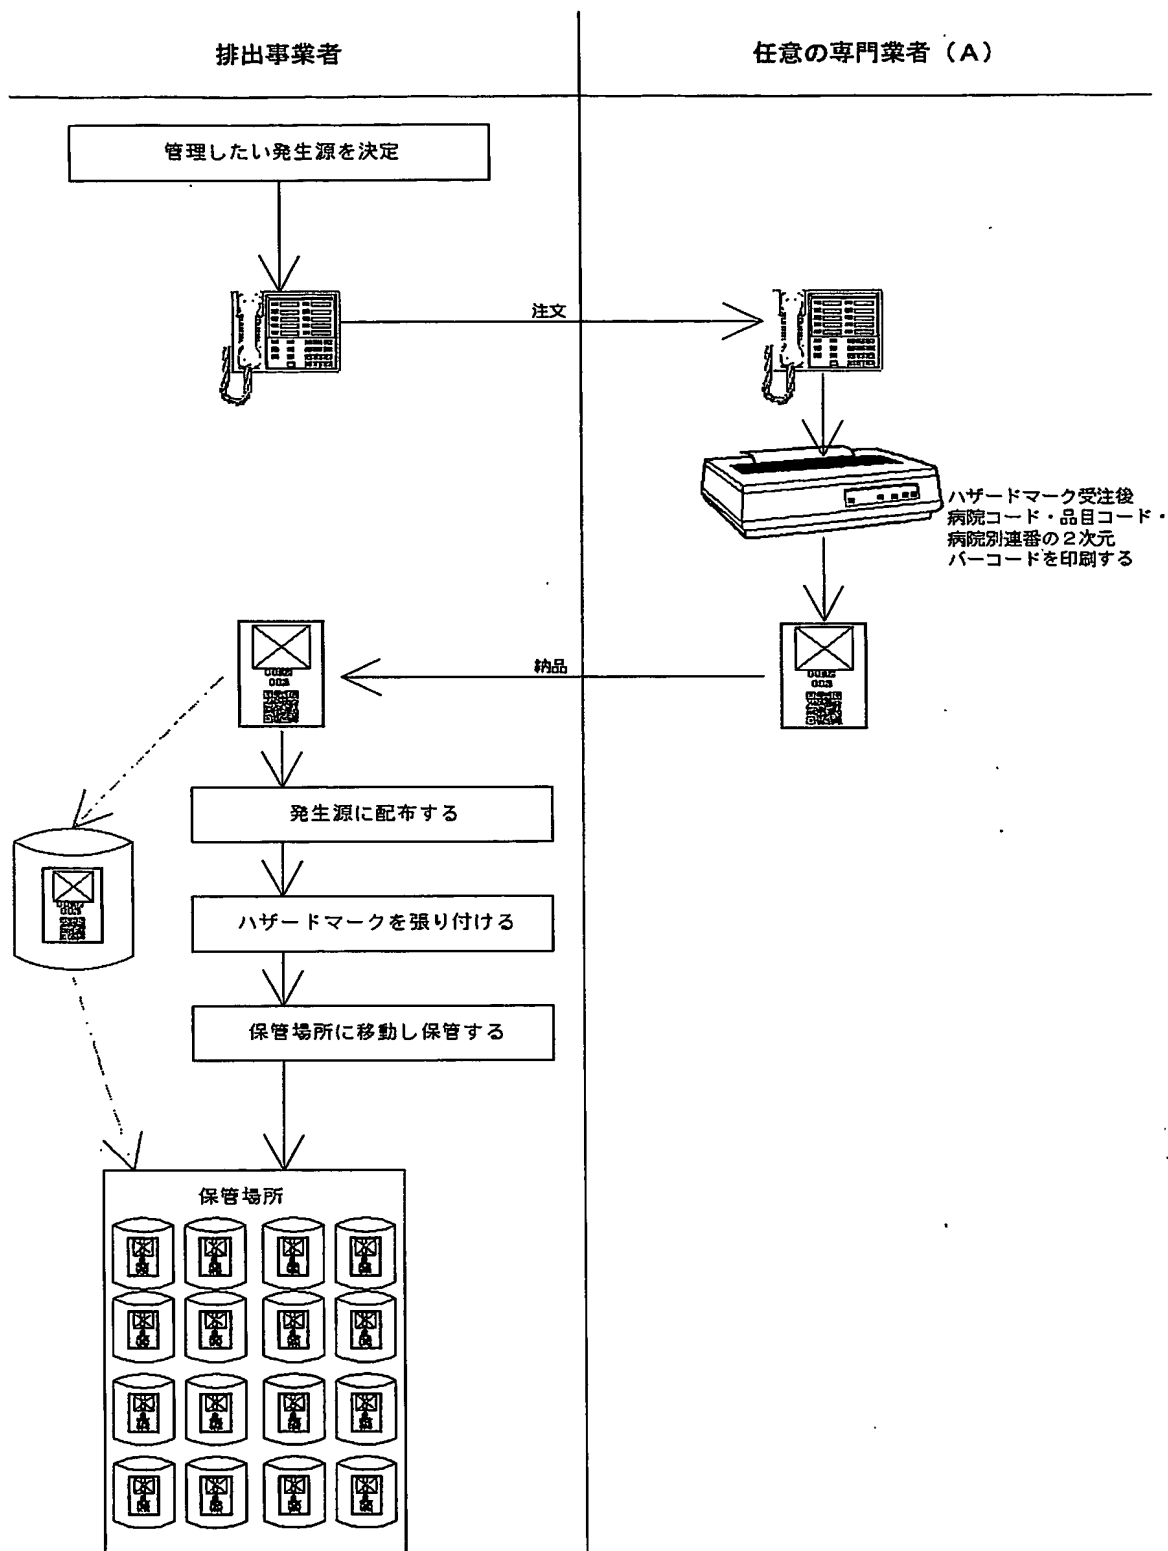 排出事業者
任意の専門業者（A）
管理したい発生源を決定
注文
ハザードマーク受注後
病院コード・品目コード・
病院別連番の２次元
バーコードを印刷する
納品
発生源に配布する
ハザードマークを張り付ける
保管場所に移動し保管する
保管場所